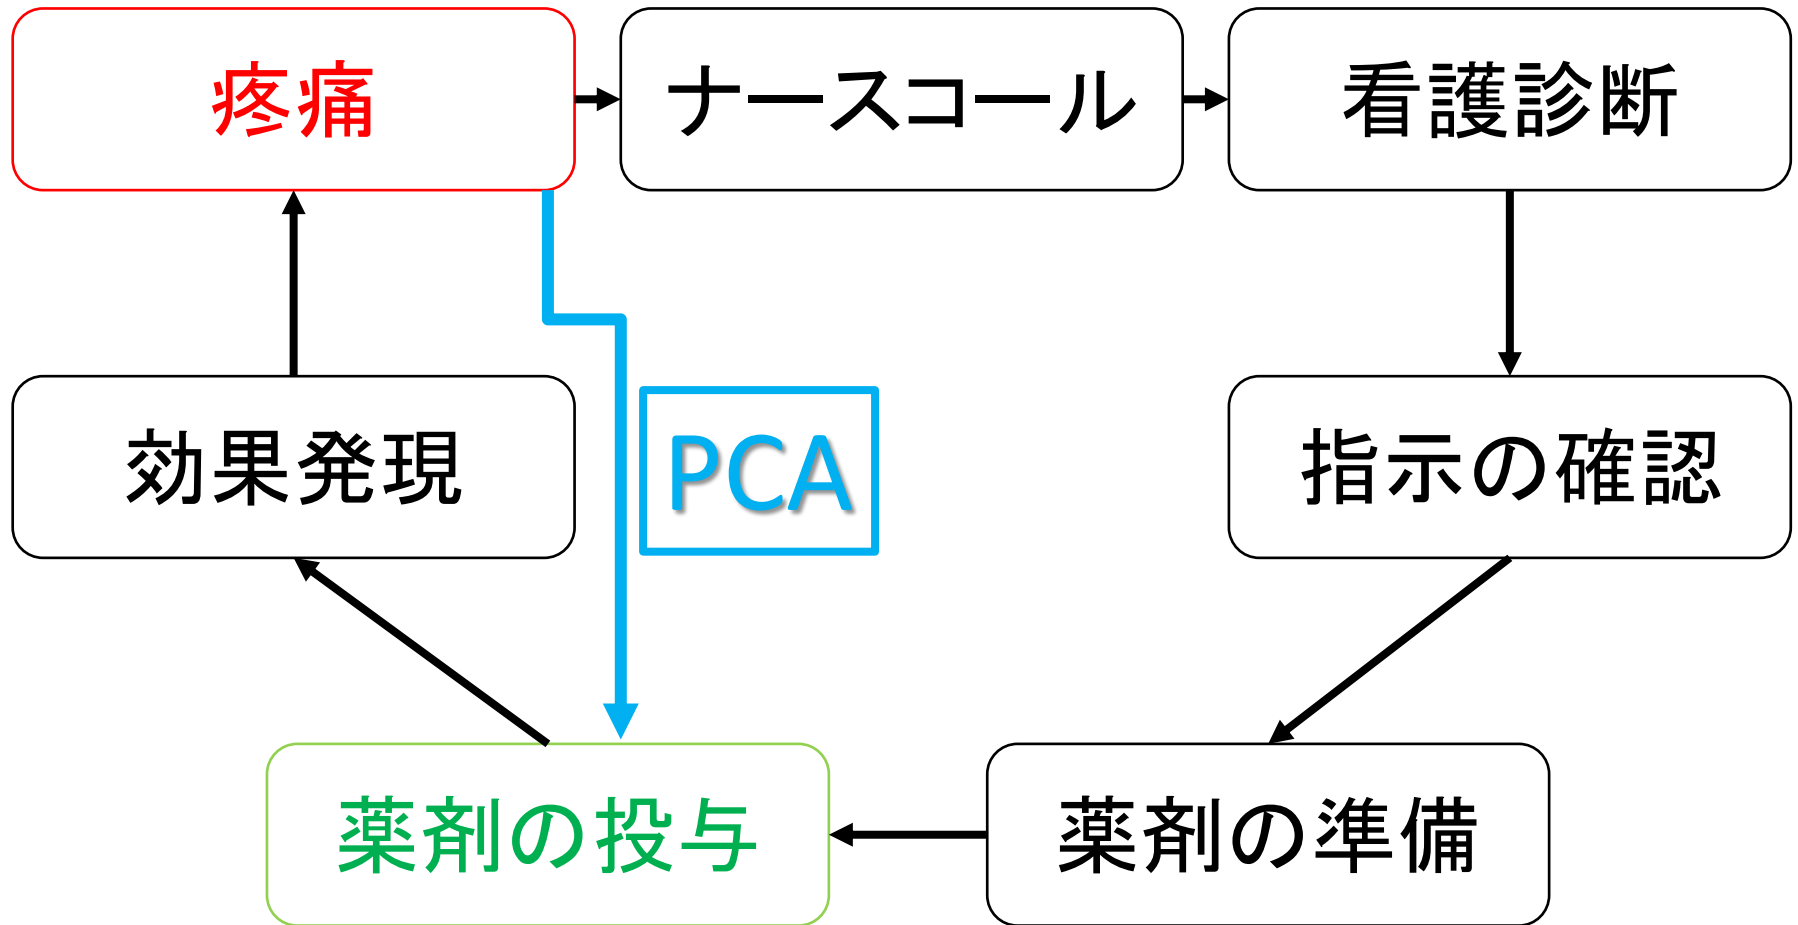 疼痛
ナースコール
看護診断
効果発現
PCA
指示の確認
薬剤の投与
薬剤の準備